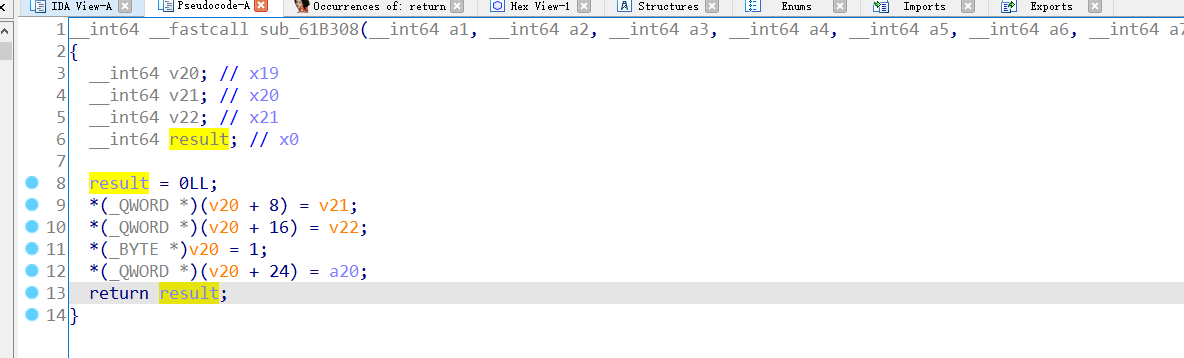 IDA View-A Pseudocode-A Occurrences of: return Hex View-1 Structures Enums Imports Exports
1 __int64 __fastcall sub_61B308(__int64 a1, __int64 a2, __int64 a3, __int64 a4, __int64 a5, __int64 a6, __int64 a7
2 {
3 __int64 v20; // x19
4 __int64 v21; // x20
5 __int64 v22; // x21
6 __int64 result; // x0
7
8 result = 0LL;
9 *(_QWORD *)(v20 + 8) = v21;
10 *(_QWORD *)(v20 + 16) = v22;
11 *(_BYTE *)v20 = 1;
12 *(_QWORD *)(v20 + 24) = a20;
13 return result;
14 }